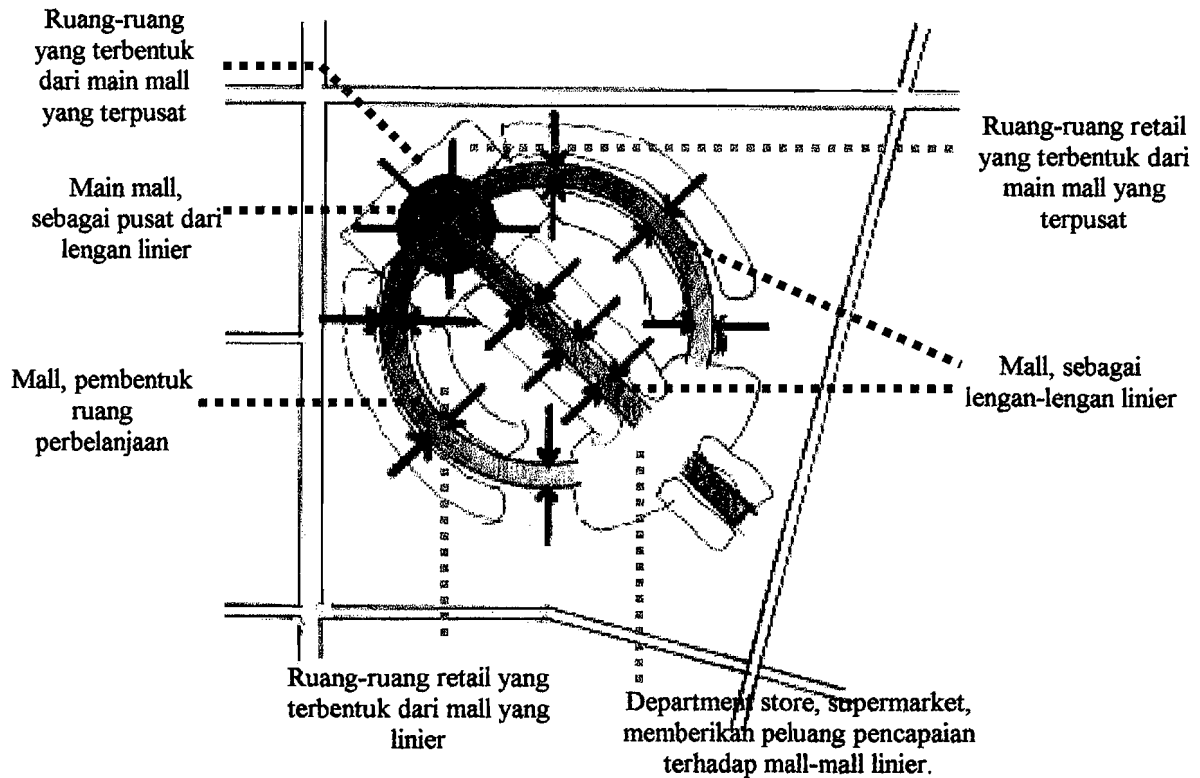 Ruang-ruang
yang terbentuk
dari main mall
yang terpusat
Main mall,
sebagai pusat dari
lengan linier
Mall, pembentuk
ruang
perbelanjaan
Ruang-ruang retail
yang terbentuk dari
main mall yang
terpusat
Mall, sebagai
lengan-lengan linier
Ruang-ruang retail yang
terbentuk dari mall yang
linier
Department store, supermarket,
memberikan peluang pencapaian
terhadap mall-mall linier.